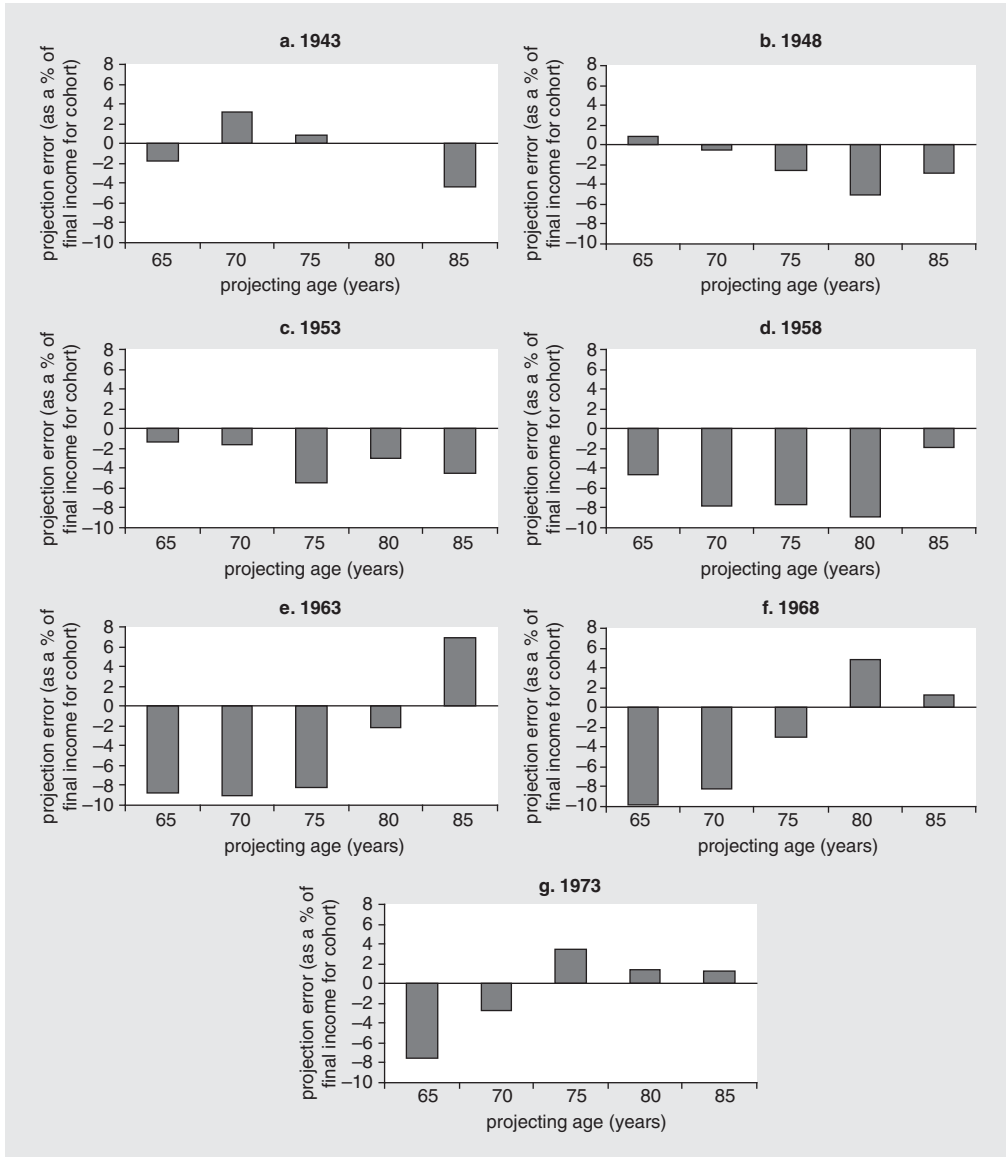 a. 1943
projection error (as a % of
final income for cohort)
8
6
4
2
0
–2
–4
–6
–8
–10
65 70 75 80 85
projecting age (years)
b. 1948
projection error (as a % of
final income for cohort)
8
6
4
2
0
–2
–4
–6
–8
–10
65 70 75 80 85
projecting age (years)
c. 1953
projection error (as a % of
final income for cohort)
8
6
4
2
0
–2
–4
–6
–8
–10
65 70 75 80 85
projecting age (years)
d. 1958
projection error (as a % of
final income for cohort)
8
6
4
2
0
–2
–4
–6
–8
–10
65 70 75 80 85
projecting age (years)
e. 1963
projection error (as a % of
final income for cohort)
8
6
4
2
0
–2
–4
–6
–8
–10
65 70 75 80 85
projecting age (years)
f. 1968
projection error (as a % of
final income for cohort)
8
6
4
2
0
–2
–4
–6
–8
–10
65 70 75 80 85
projecting age (years)
g. 1973
projection error (as a % of
final income for cohort)
8
6
4
2
0
–2
–4
–6
–8
–10
65 70 75 80 85
projecting age (years)